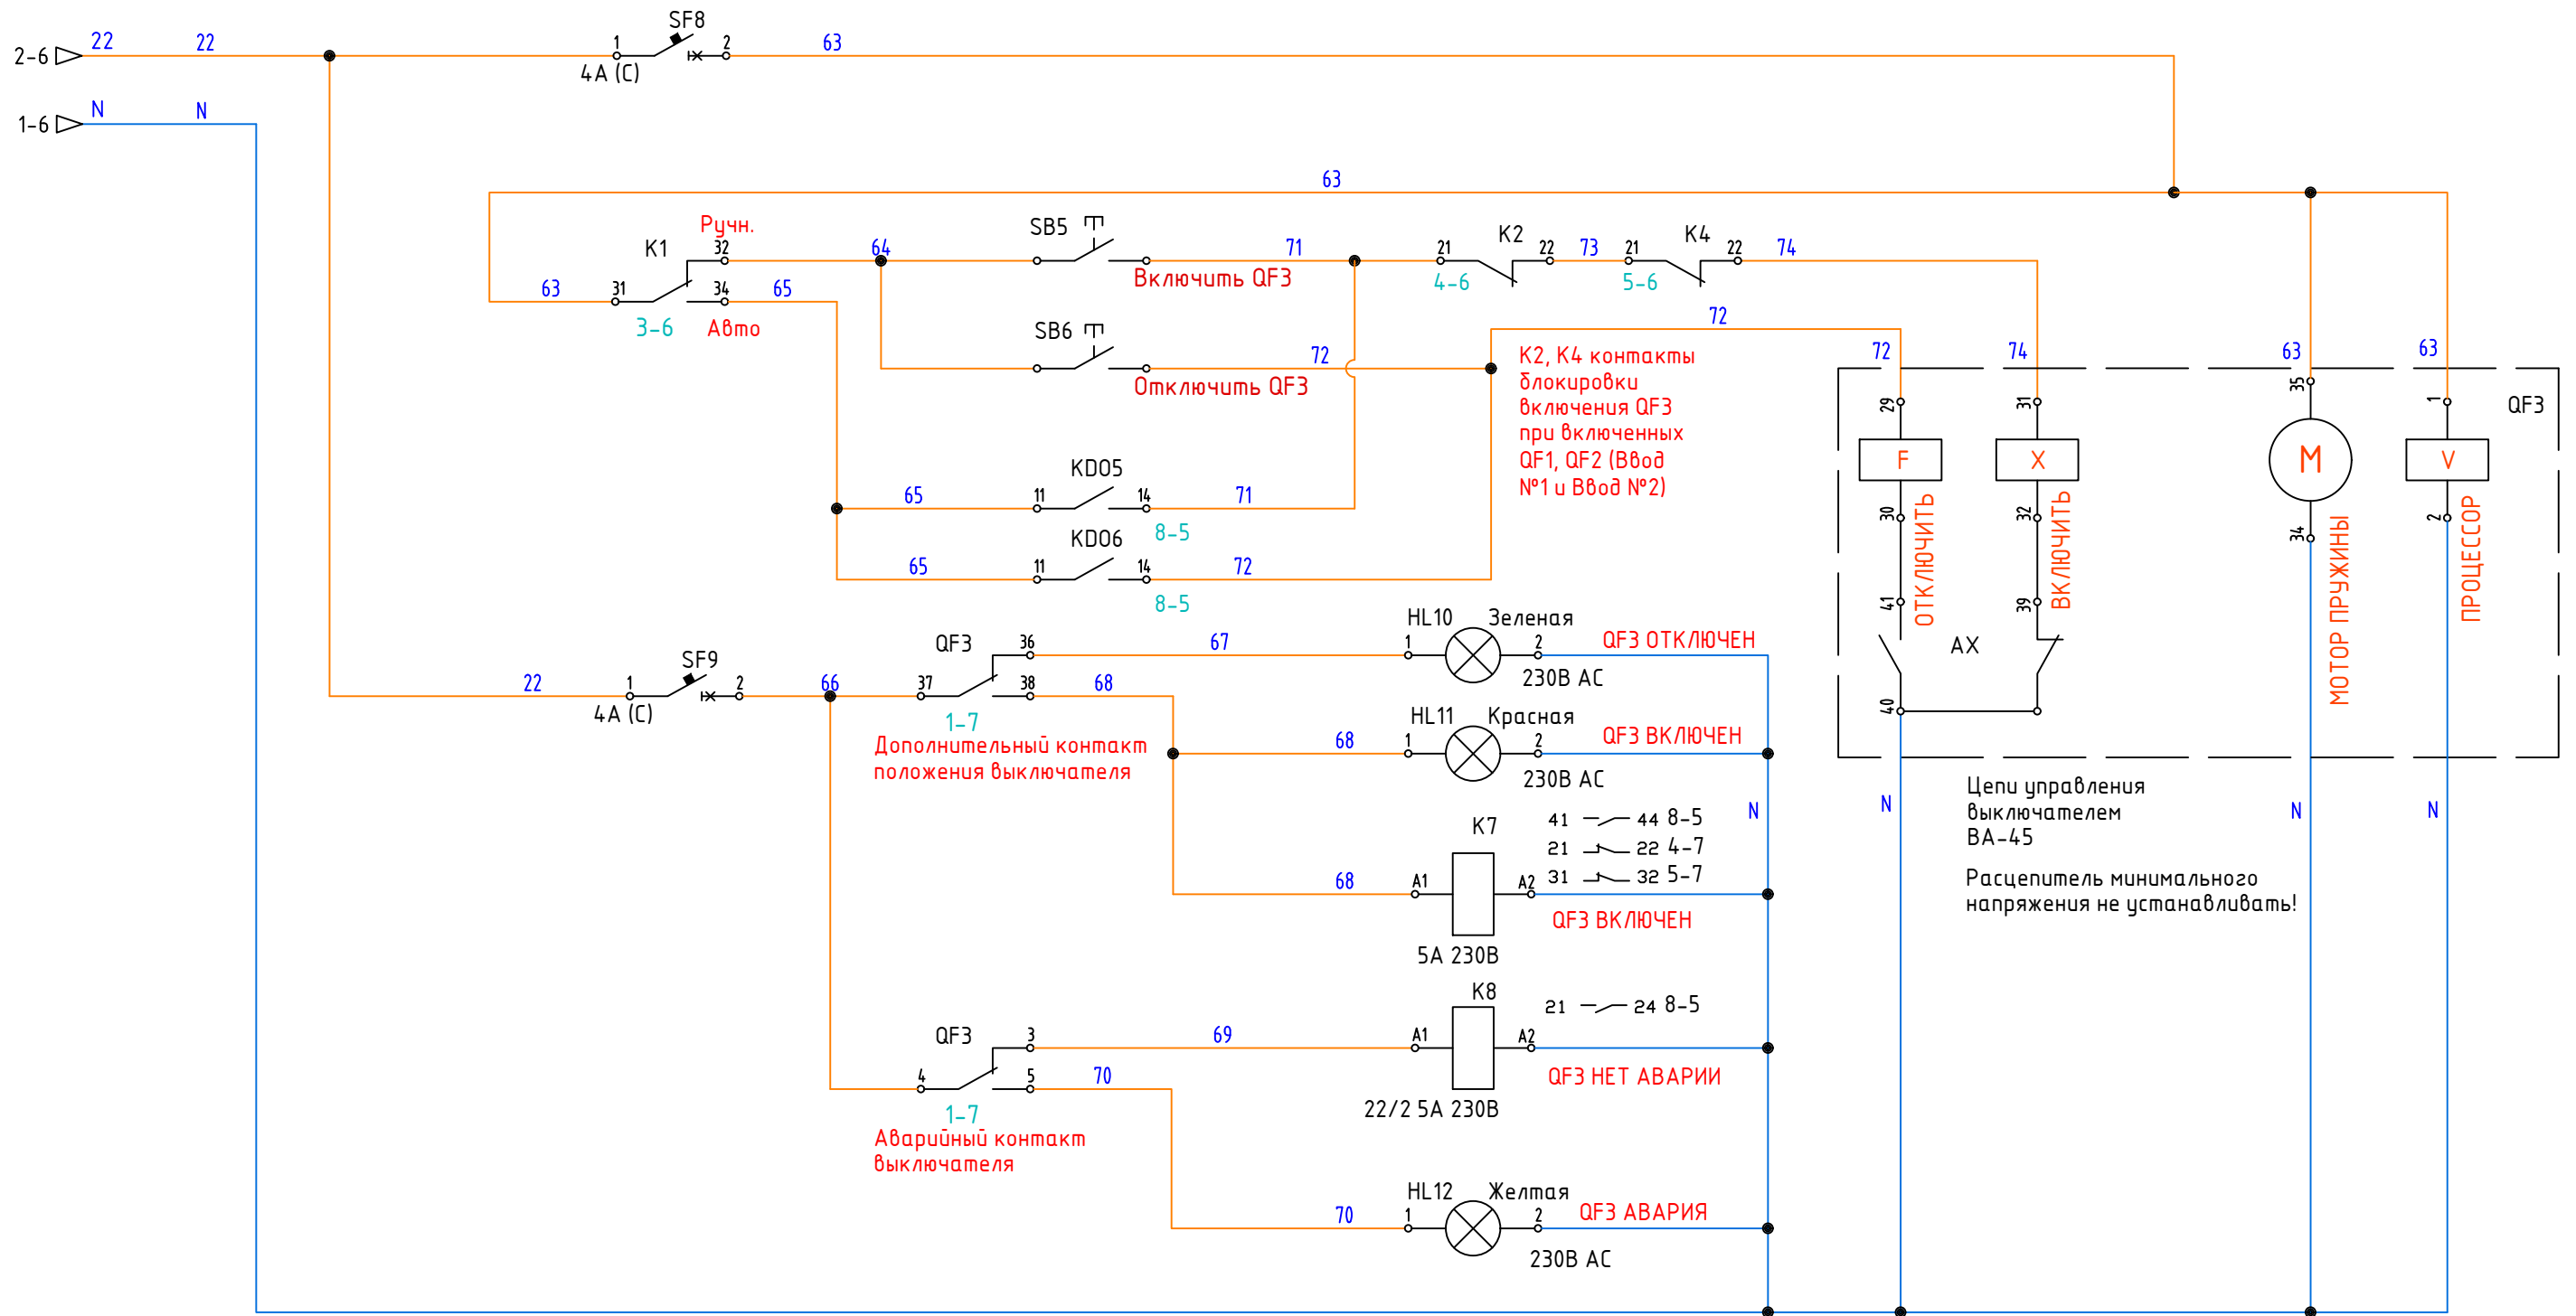 SF8
2-6 22 22 1 2 63
4А (С)
1-6 N N
63
Ручн.
K1 32 64
63 31 34 65
3-6 Авто
SB5 71
Включить QF3
K2
21 22 73
4-6
K4
21 22 74
5-6
SB6 72
Отключить QF3
72
К2, К4 контакты
блокировки
включения QF3
при включенных
QF1, QF2 (Ввод
№1 и Ввод №2)
KDO5
65 11 14 71
8-5
KDO6
65 11 14 72
8-5
72 74 63 63
QF3
29 31 35 1
F X M V
30 32 34 2
ОТКЛЮЧИТЬ
ВКЛЮЧИТЬ
МОТОР ПРУЖИНЫ
ПРОЦЕССОР
41 39
AX
40
N N N
Цепи управления
выключателем
ВА-45
Расцепитель минимального
напряжения не устанавливать!
SF9
22 1 2 66
4А (С)
QF3 36 67
37 38 68
1-7
Дополнительный контакт
положения выключателя
HL10 Зеленая
1 2 QF3 ОТКЛЮЧЕН
230В АС
HL11 Красная
68 1 2 QF3 ВКЛЮЧЕН
230В АС
N
K7
41 44 8-5
21 22 4-7
31 32 5-7
68 A1 A2
QF3 ВКЛЮЧЕН
5А 230В
K8
21 24 8-5
QF3 3 69 A1 A2
4 5 70
1-7
Аварийный контакт
выключателя
QF3 НЕТ АВАРИИ
22/2 5А 230В
HL12 Желтая
70 1 2 QF3 АВАРИЯ
230В АС